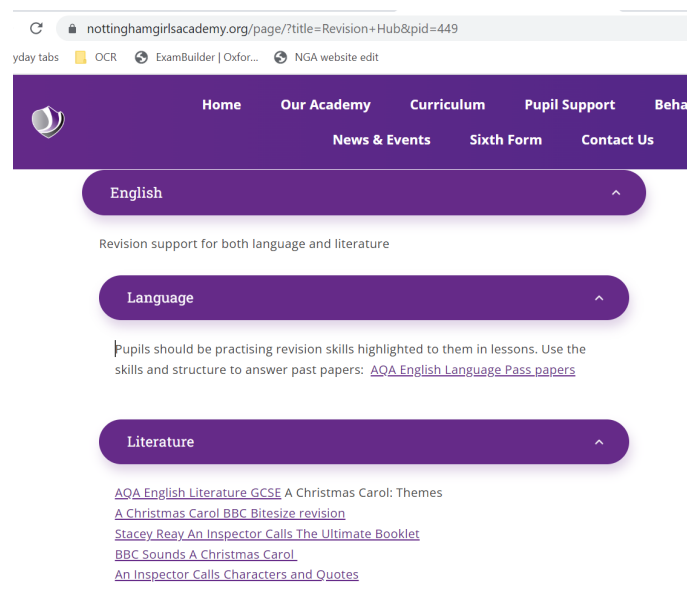 nottinghamgirlsacademy.org/page/?title=Revision+Hub&pid=449
yday tabs OCR ExamBuilder | Oxfor... NGA website edit
Home Our Academy Curriculum Pupil Support Beha
News & Events Sixth Form Contact Us
English
Revision support for both language and literature
Language
Pupils should be practising revision skills highlighted to them in lessons. Use the
skills and structure to answer past papers: AQA English Language Pass papers
Literature
AQA English Literature GCSE A Christmas Carol: Themes
A Christmas Carol BBC Bitesize revision
Stacey Reay An Inspector Calls The Ultimate Booklet
BBC Sounds A Christmas Carol
An Inspector Calls Characters and Quotes